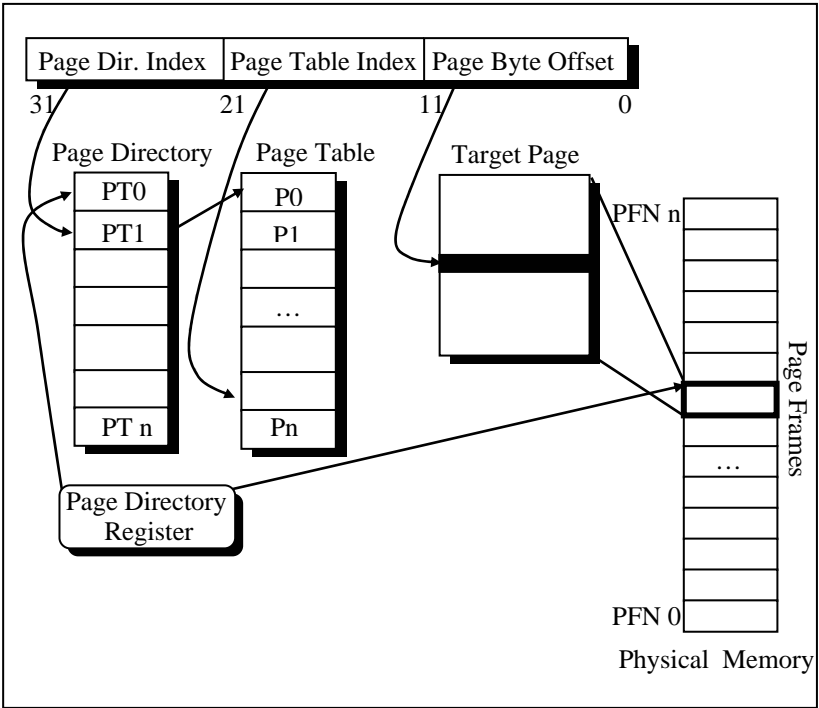 Page Dir. Index Page Table Index Page Byte Offset
31 21 11 0
Page Directory Page Table Target Page
PT0 P0
PT1 P1
…
PT n Pn
PFN n
Page Frames
…
PFN 0
Page Directory
Register
Physical Memory